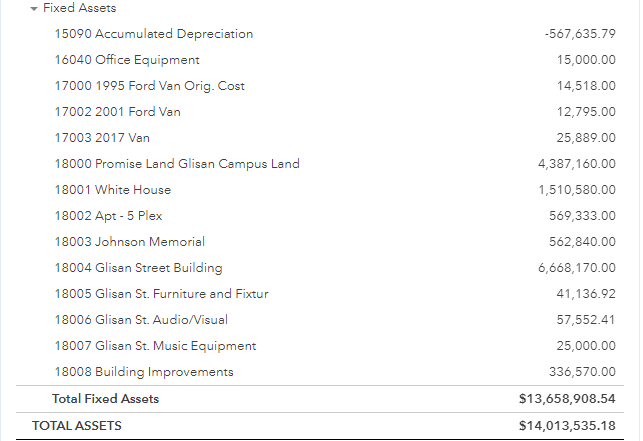 Fixed Assets
15090 Accumulated Depreciation -567,635.79
16040 Office Equipment 15,000.00
17000 1995 Ford Van Orig. Cost 14,518.00
17002 2001 Ford Van 12,795.00
17003 2017 Van 25,889.00
18000 Promise Land Glisan Campus Land 4,387,160.00
18001 White House 1,510,580.00
18002 Apt - 5 Plex 569,333.00
18003 Johnson Memorial 562,840.00
18004 Glisan Street Building 6,668,170.00
18005 Glisan St. Furniture and Fixtur 41,136.92
18006 Glisan St. Audio/Visual 57,552.41
18007 Glisan St. Music Equipment 25,000.00
18008 Building Improvements 336,570.00
Total Fixed Assets $13,658,908.54
TOTAL ASSETS $14,013,535.18